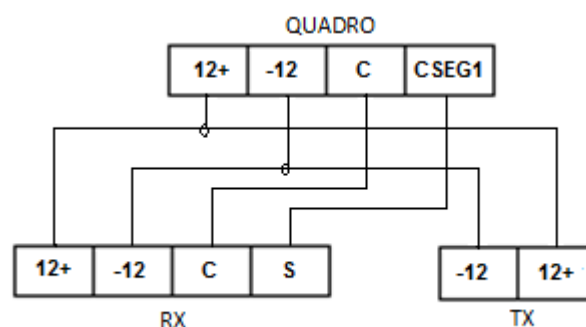 QUADRO
12+ -12 C CSEG1
12+ -12 C S
-12 12+
RX TX